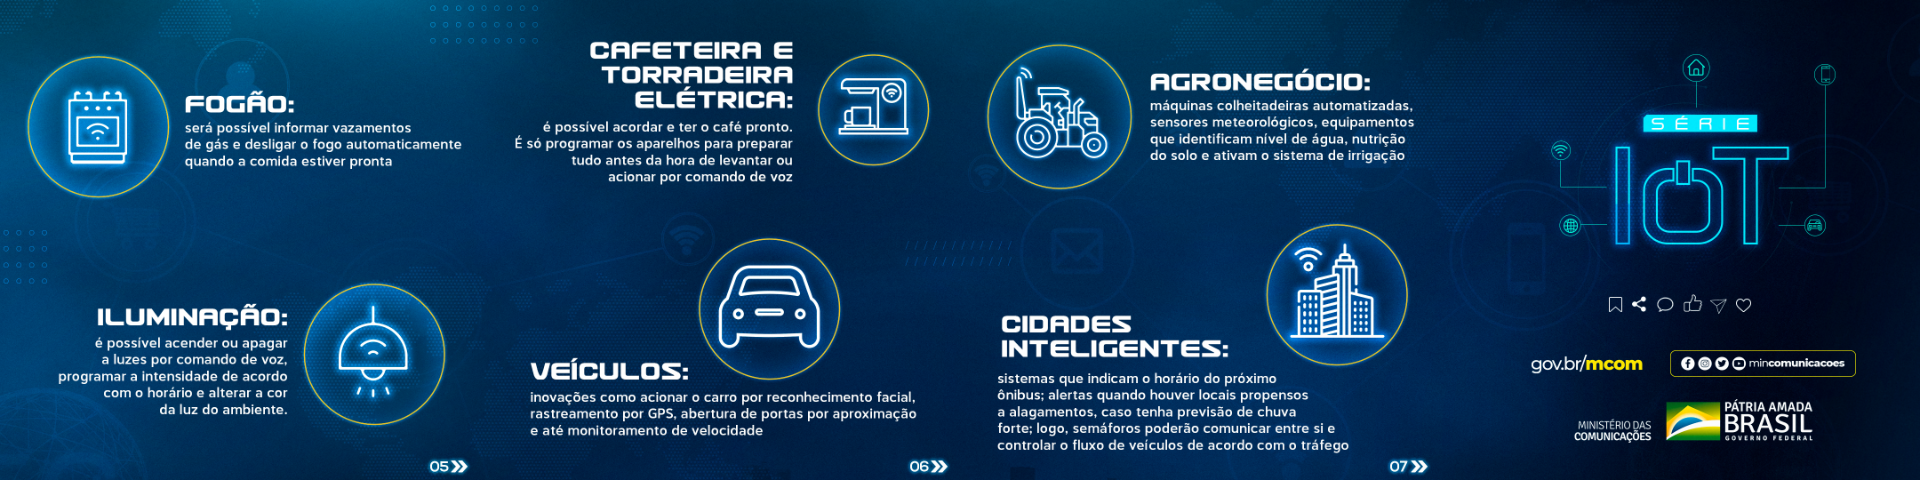 FOGÃO:
será possível informar vazamentos
de gás e desligar o fogo automaticamente
quando a comida estiver pronta
ILUMINAÇÃO:
é possível acender ou apagar
a luzes por comando de voz,
programar a intensidade de acordo
com o horário e alterar a cor
da luz do ambiente.
05
CAFETEIRA E
TORRADEIRA
ELÉTRICA:
é possível acordar e ter o café pronto.
É só programar os aparelhos para preparar
tudo antes da hora de levantar ou
acionar por comando de voz
VEÍCULOS:
inovações como acionar o carro por reconhecimento facial,
rastreamento por GPS, abertura de portas por aproximação
e até monitoramento de velocidade
06
AGRONEGÓCIO:
máquinas colheitadeiras automatizadas,
sensores meteorológicos, equipamentos
que identificam nível de água, nutrição
do solo e ativam o sistema de irrigação
CIDADES
INTELIGENTES:
sistemas que indicam o horário do próximo
ônibus; alertas quando houver locais propensos
a alagamentos, caso tenha previsão de chuva
forte; logo, semáforos poderão comunicar entre si e
controlar o fluxo de veículos de acordo com o tráfego
07
SÉRIE
IoT
gov.br/mcom
mincomunicacoes
MINISTÉRIO DAS
COMUNICAÇÕES
PÁTRIA AMADA
BRASIL
GOVERNO FEDERAL